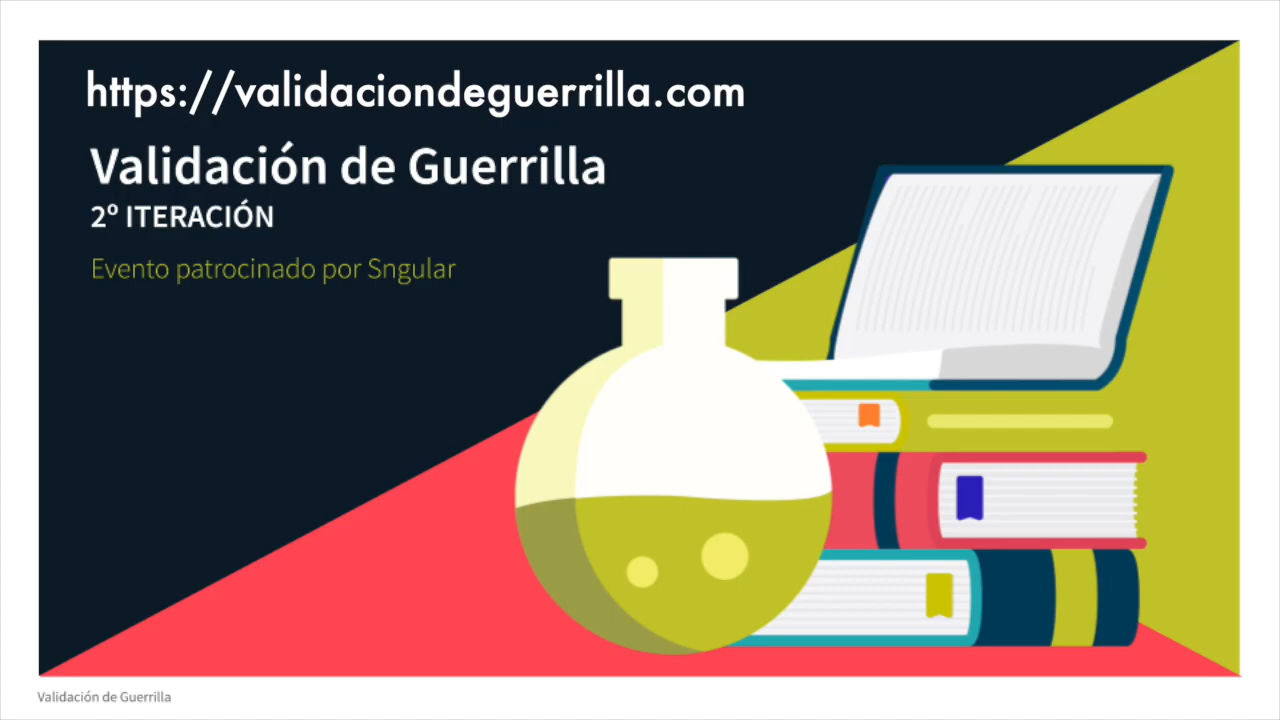 https://validaciondeguerrilla.com
Validación de Guerrilla
2º ITERACIÓN
Evento patrocinado por Sngular
Validación de Guerrilla